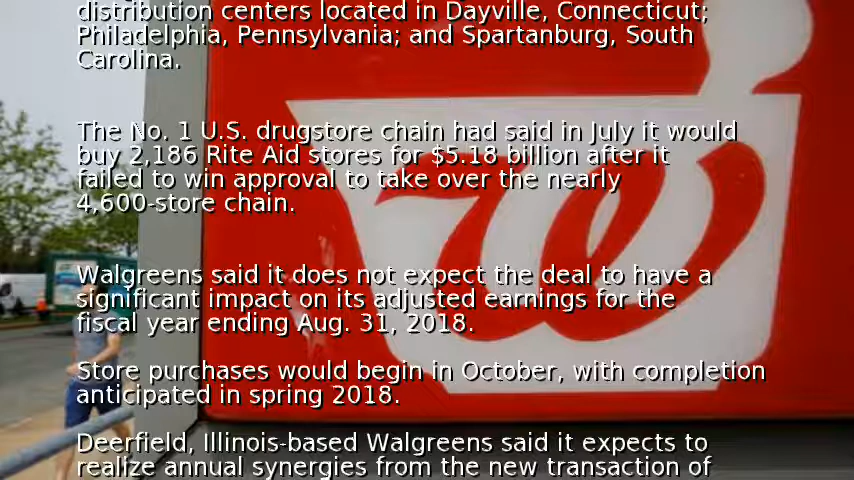 distribution centers located in Dayville, Connecticut;
Philadelphia, Pennsylvania; and Spartanburg, South
Carolina.
The No. 1 U.S. drugstore chain had said in July it would
buy 2,186 Rite Aid stores for $5.18 billion after it
failed to win approval to take over the nearly
4,600-store chain.
Walgreens said it does not expect the deal to have a
significant impact on its adjusted earnings for the
fiscal year ending Aug. 31, 2018.
Store purchases would begin in October, with completion
anticipated in spring 2018.
Deerfield, Illinois-based Walgreens said it expects to
realize annual synergies from the new transaction of